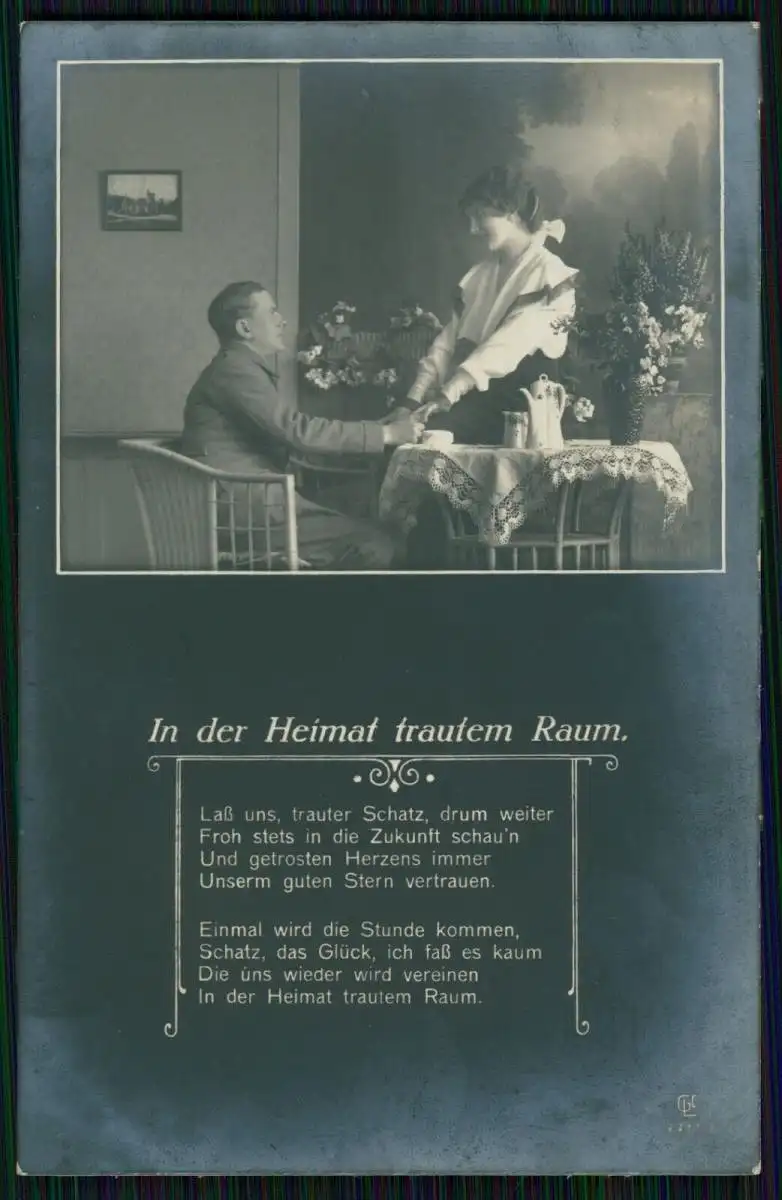 In der Heimat trautem Raum.
Laß uns, trauter Schatz, drum weiter
Froh stets in die Zukunft schau'n
Und getrosten Herzens immer
Unserm guten Stern vertrauen.
Einmal wird die Stunde kommen,
Schatz, das Glück, ich faß es kaum
Die uns wieder wird vereinen
In der Heimat trautem Raum.